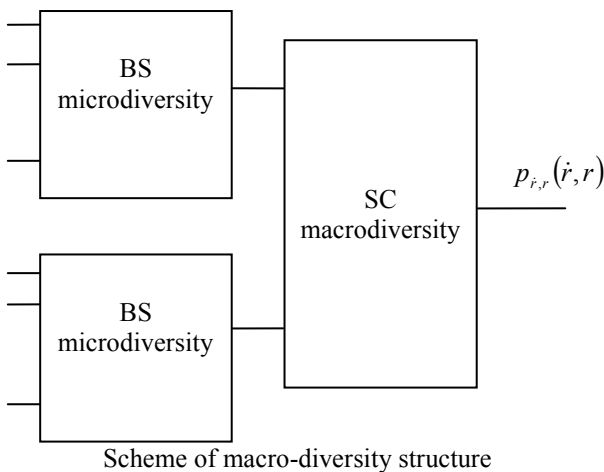 BS
microdiversity
SC
macrodiversity
p_{ṙ,r}(ṙ,r)
BS
microdiversity
Scheme of macro-diversity structure